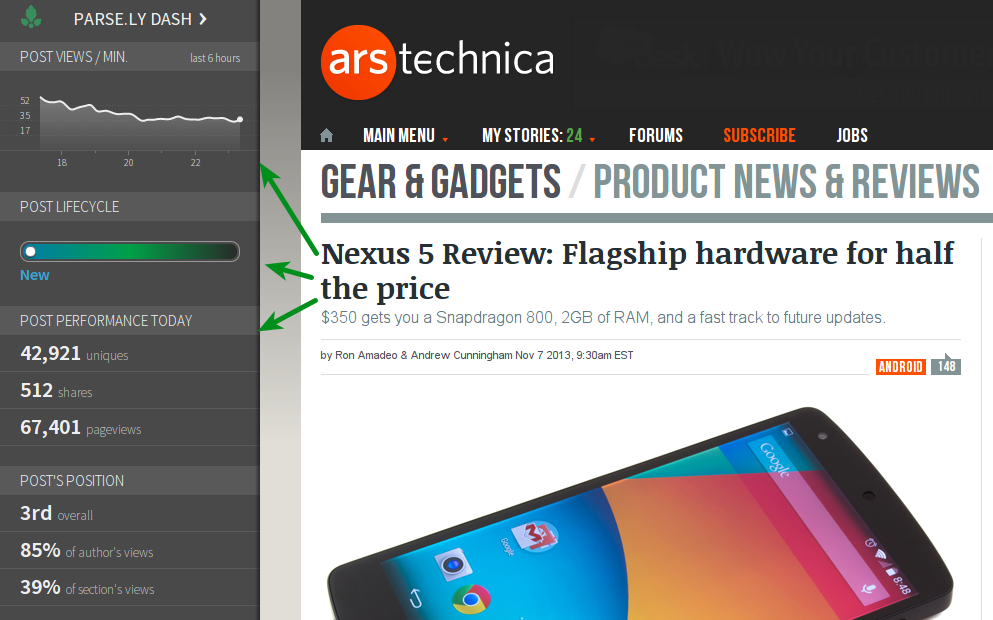 PARSE.LY DASH
POST VIEWS / MIN.
last 6 hours
52
35
17
18 20 22
POST LIFECYCLE
New
POST PERFORMANCE TODAY
42,921 uniques
512 shares
67,401 pageviews
POST'S POSITION
3rd overall
85% of author's views
39% of section's views
ars technica
MAIN MENU MY STORIES: 24 FORUMS SUBSCRIBE JOBS
GEAR & GADGETS / PRODUCT NEWS & REVIEWS
Nexus 5 Review: Flagship hardware for half
the price
$350 gets you a Snapdragon 800, 2GB of RAM, and a fast track to future updates.
by Ron Amadeo & Andrew Cunningham Nov 7 2013, 9:30am EST
ANDROID 148
Google
Google
8:48